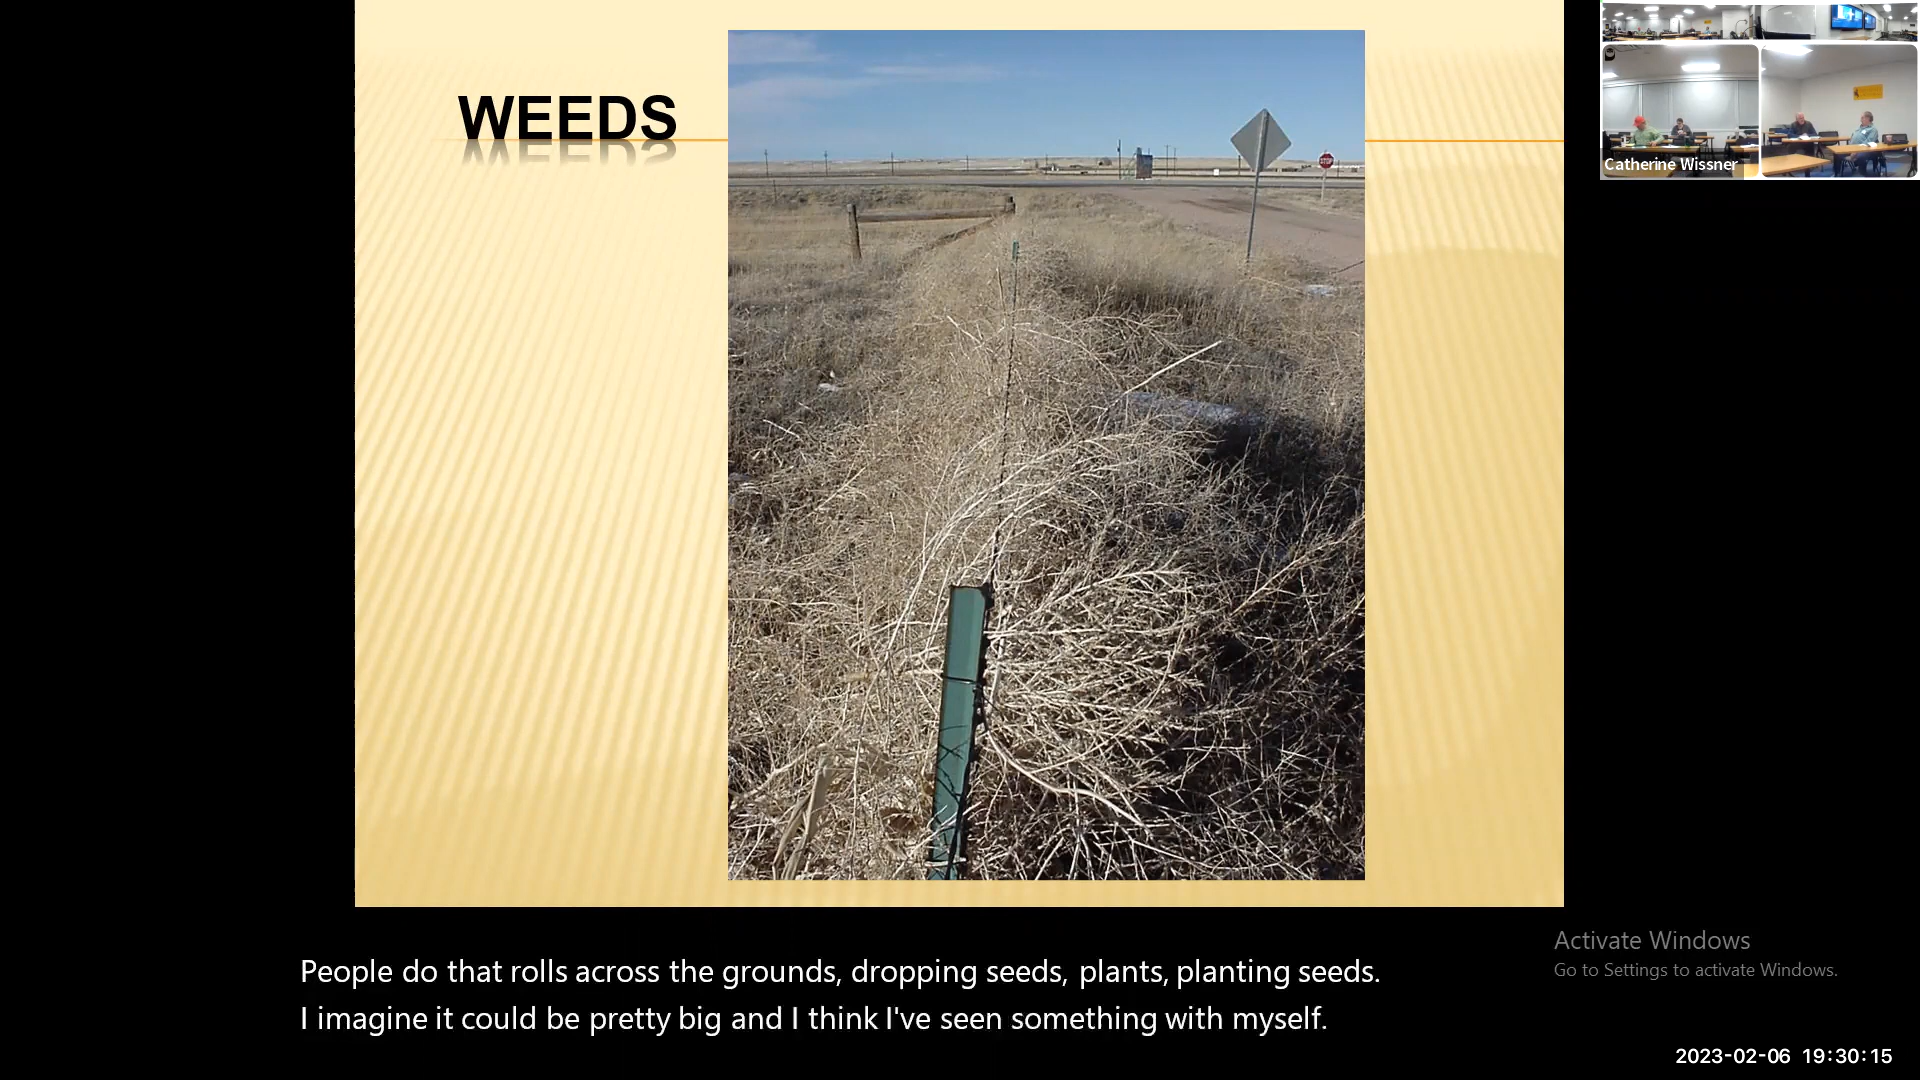 WEEDS
STOP
Catherine Wissner
People do that rolls across the grounds, dropping seeds, plants, planting seeds.
I imagine it could be pretty big and I think I've seen something with myself.
Activate Windows
Go to Settings to activate Windows.
2023-02-06 19:30:15